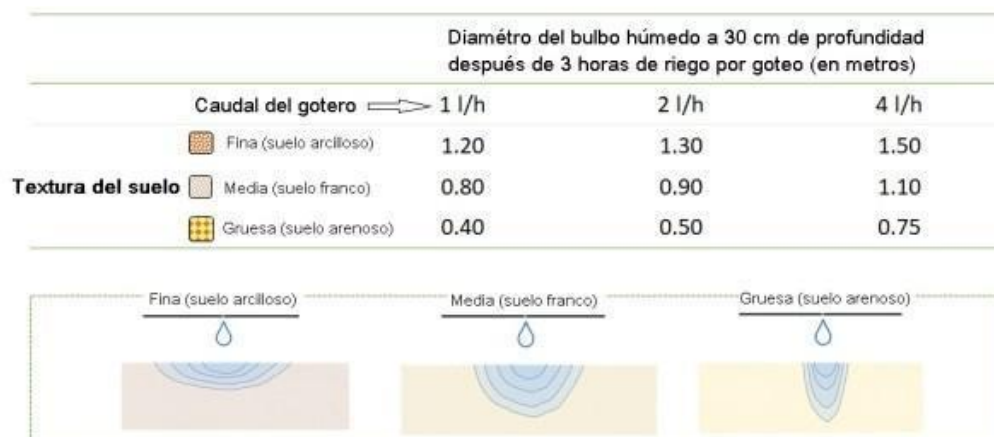 Diamétro del bulbo húmedo a 30 cm de profundidad
después de 3 horas de riego por goteo (en metros)
Caudal del gotero 1 l/h 2 l/h 4 l/h
Fina (suelo arcilloso) 1.20 1.30 1.50
Textura del suelo Media (suelo franco) 0.80 0.90 1.10
Gruesa (suelo arenoso) 0.40 0.50 0.75
Fina (suelo arcilloso) Media (suelo franco) Gruesa (suelo arenoso)